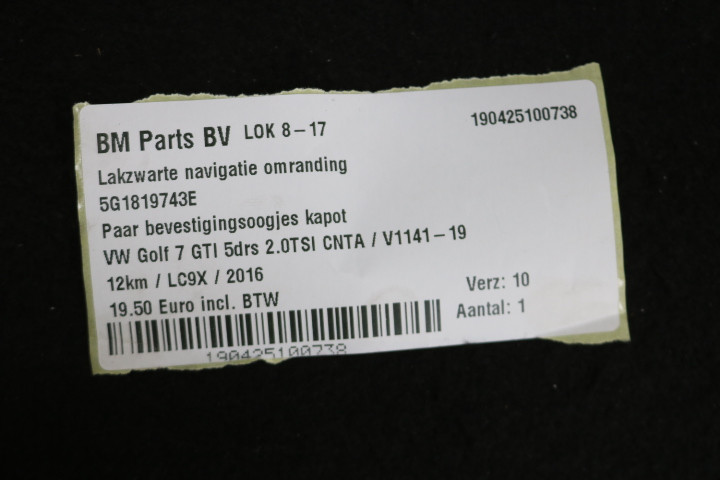 BM Parts BV LOK 8-17 190425100738
Lakzwarte navigatie omranding
5G1819743E
Paar bevestigingsoogjes kapot
VW Golf 7 GTI 5drs 2.0TSI CNTA / V1141-19
12km / LC9X / 2016
Verz: 10
19.50 Euro incl. BTW
Aantal: 1
190425100738